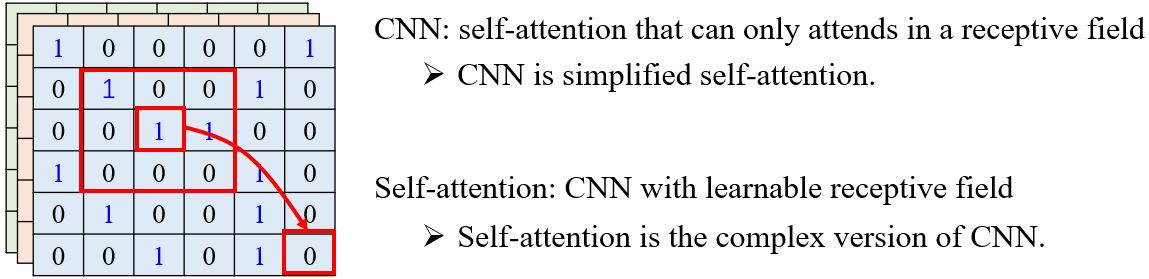 1 0 0 0 0 1
CNN: self-attention that can only attends in a receptive field
0 1 0 0 1 0
➤ CNN is simplified self-attention.
0 0 1 1 0 0
1 0 0 0 1 0
Self-attention: CNN with learnable receptive field
0 1 0 0 1 0
➤ Self-attention is the complex version of CNN.
0 0 1 0 1 0